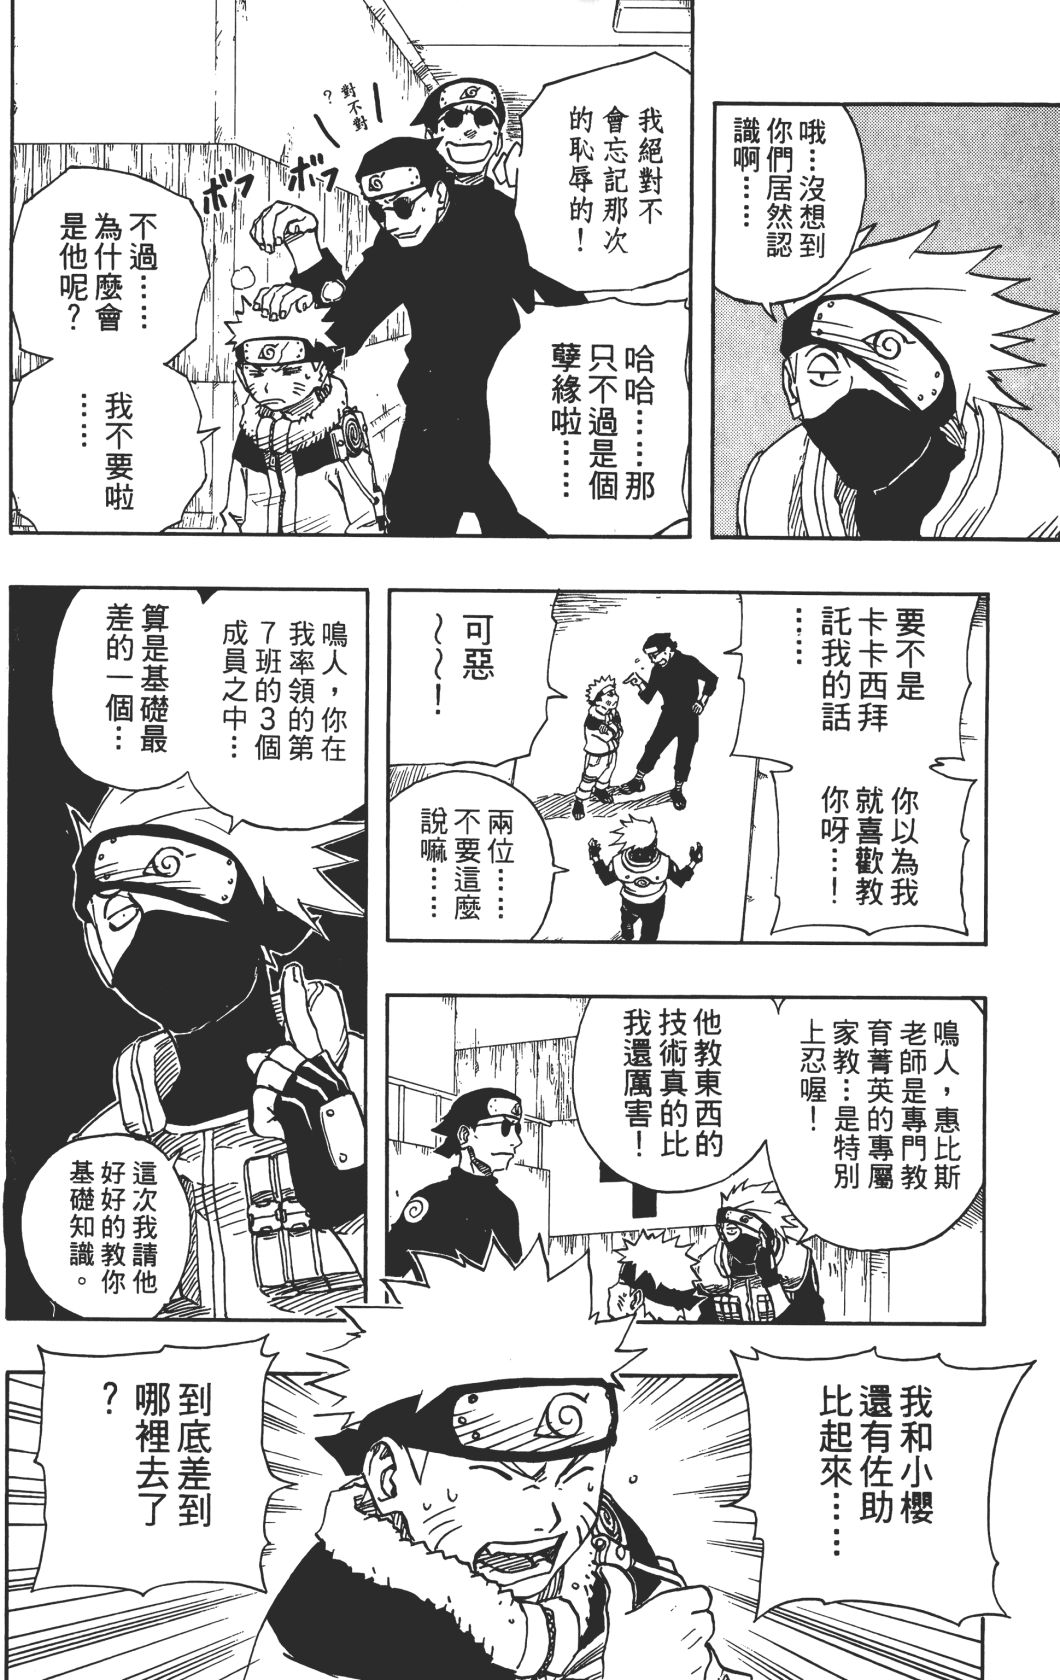 哦…沒想到
你們居然認
識啊……
我絕對不
會忘記那次
的恥辱的！
哈哈……那
只不過是個
孽緣啦……
對不對
？
ボフ
ボフ
不過……
為什麼會
是他呢？
我不要啦
……
要不是
卡卡西拜
託我的話
……
你以為我
就喜歡教
你呀…！
可惡
～～！
兩位……
不要這麼
說嘛……
鳴人，惠比斯
老師是專門教
育菁英的專屬
家教…是特別
上忍喔！
他教東西的
技術真的比
我還厲害！
鳴人，你在
我率領的第
7班的3個
成員之中…
算是基礎最
差的一個…
這次我請他
好好的教你
基礎知識。
我和小櫻
還有佐助
比起來……
到底差到
哪裡去了
？